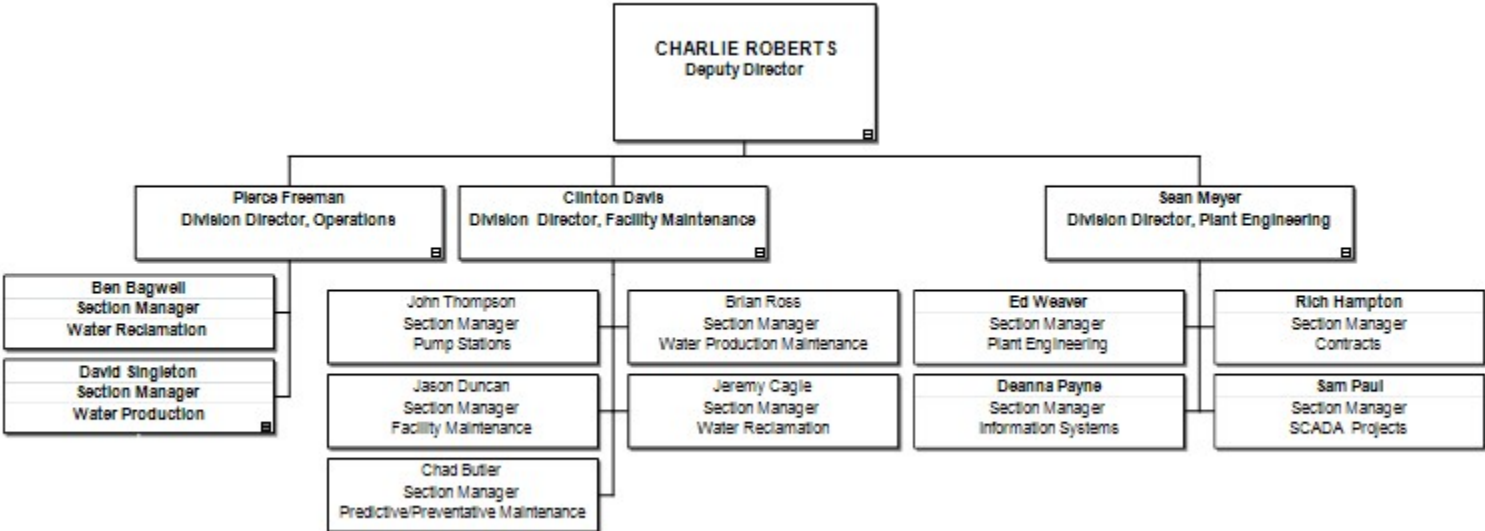 CHARLIE ROBERTS
Deputy Director
Pierce Freeman
Division Director, Operations
Clinton Davis
Division Director, Facility Maintenance
Sean Meyer
Division Director, Plant Engineering
Ben Bagwell
Section Manager
Water Reclamation
David Singleton
Section Manager
Water Production
John Thompson
Section Manager
Pump Stations
Brian Ross
Section Manager
Water Production Maintenance
Jason Duncan
Section Manager
Facility Maintenance
Jeremy Cagle
Section Manager
Water Reclamation
Chad Butler
Section Manager
Predictive/Preventative Maintenance
Ed Weaver
Section Manager
Plant Engineering
Rich Hampton
Section Manager
Contracts
Deanna Payne
Section Manager
Information Systems
Sam Paul
Section Manager
SCADA Projects